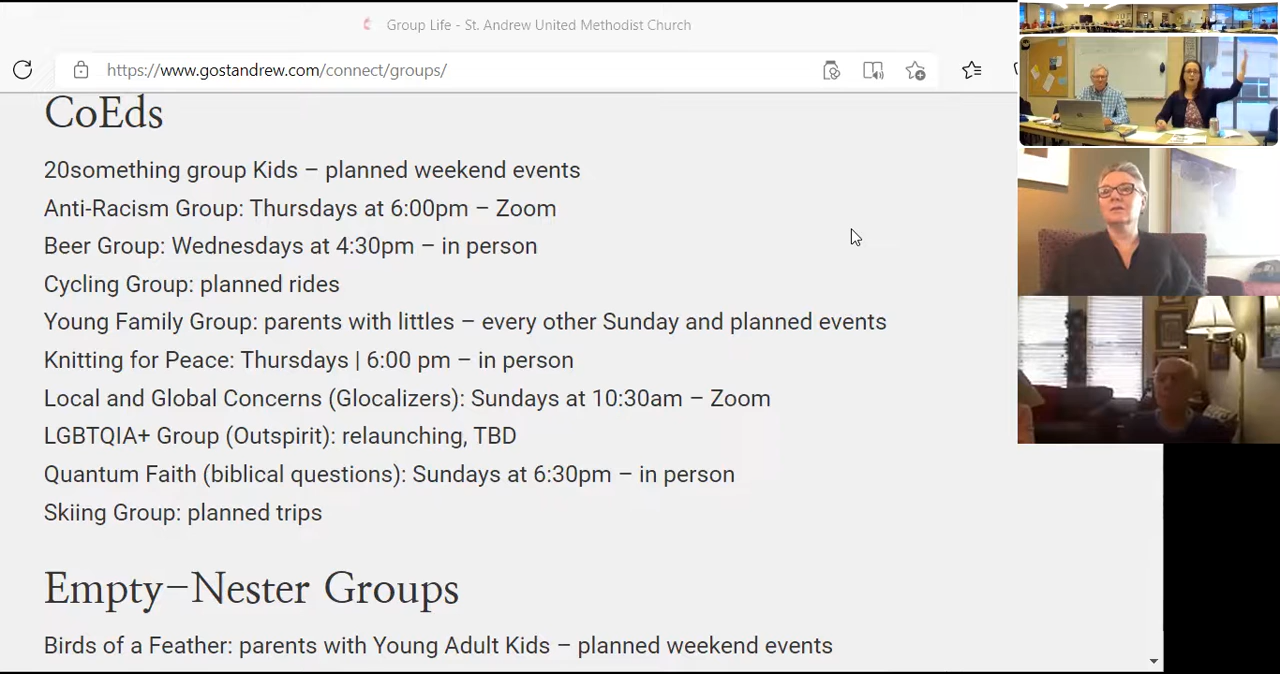 Group Life - St. Andrew United Methodist Church
https://www.gostandrew.com/connect/groups/
CoEds
20something group Kids – planned weekend events
Anti-Racism Group: Thursdays at 6:00pm – Zoom
Beer Group: Wednesdays at 4:30pm – in person
Cycling Group: planned rides
Young Family Group: parents with littles – every other Sunday and planned events
Knitting for Peace: Thursdays | 6:00 pm – in person
Local and Global Concerns (Glocalizers): Sundays at 10:30am – Zoom
LGBTQIA+ Group (Outspirit): relaunching, TBD
Quantum Faith (biblical questions): Sundays at 6:30pm – in person
Skiing Group: planned trips
Empty-Nester Groups
Birds of a Feather: parents with Young Adult Kids – planned weekend events